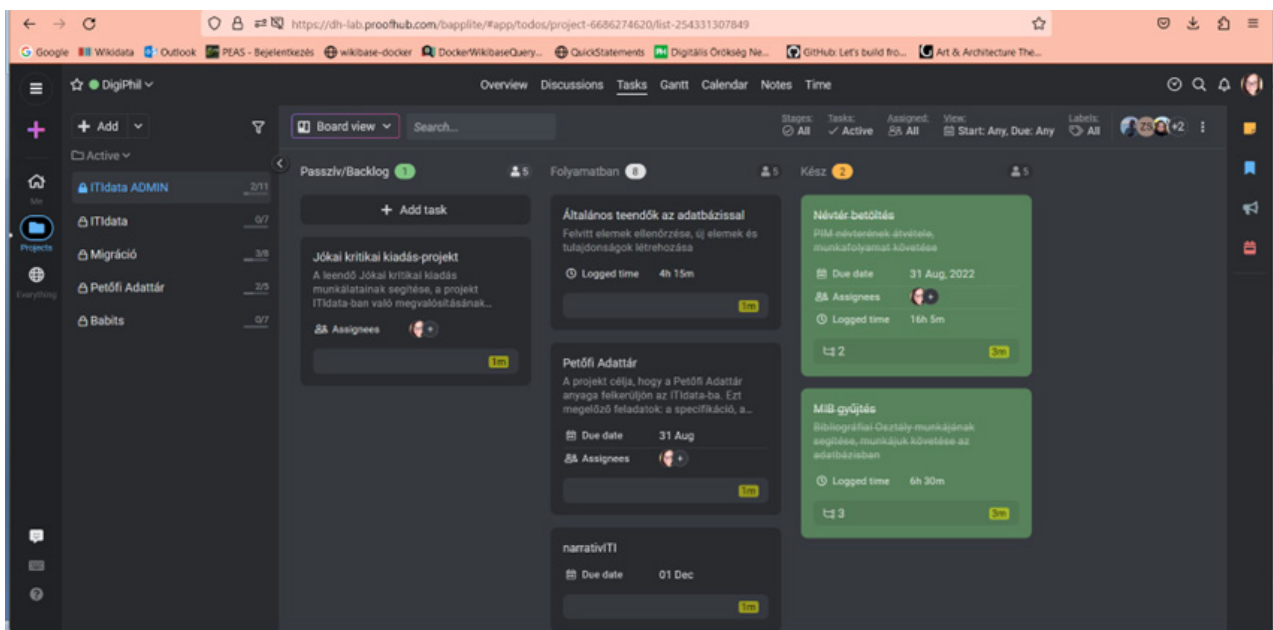 https://dh-lab.proofhub.com/bapplite/#app/todos/project-6686274620/list-254331307849
Google Wikidata Outlook PEAS - Bejelentkezés wikibase-docker DockerWikibaseQuery... QuickStatements Digitális Örökség Ne... GitHub: Let's build fro... Art & Architecture The...
DigiPhil
Overview Discussions Tasks Gantt Calendar Notes Time
+ Add
Board view
Search...
Stages: All
Tasks: Active
Assigned: All
View: Start: Any, Due: Any
Labels: All
ZS
+2
Me
Projects
Everything
Active
ITIdata ADMIN 2/11
ITIdata 0/7
Migráció 3/8
Petőfi Adattár 2/5
Babits 0/7
Passzív/Backlog 1 5
+ Add task
Jókai kritikai kiadás-projekt
A leendő Jókai kritikai kiadás
munkálatainak segítése, a projekt
ITIdata-ban való megvalósításának...
Assignees
1m
Folyamatban 8 5
Általános teendők az adatbázissal
Felvitt elemek ellenőrzése, új elemek és
tulajdonságok létrehozása
Logged time 4h 15m
1m
Petőfi Adattár
A projekt célja, hogy a Petőfi Adattár
anyaga felkerüljön az ITIdata-ba. Ezt
megelőző feladatok: a specifikáció, a...
Due date 31 Aug
Assignees
1m
narrativITI
Due date 01 Dec
1m
Kész 2 5
Névtér betöltés
PIM névterének átvétele,
munkafolyamat követése
Due date 31 Aug, 2022
Assignees
Logged time 16h 5m
2 3m
MIB gyűjtés
Bibliográfiai Osztály munkájának
segítése, munkájuk követése az
adatbázisban
Logged time 6h 30m
3 3m